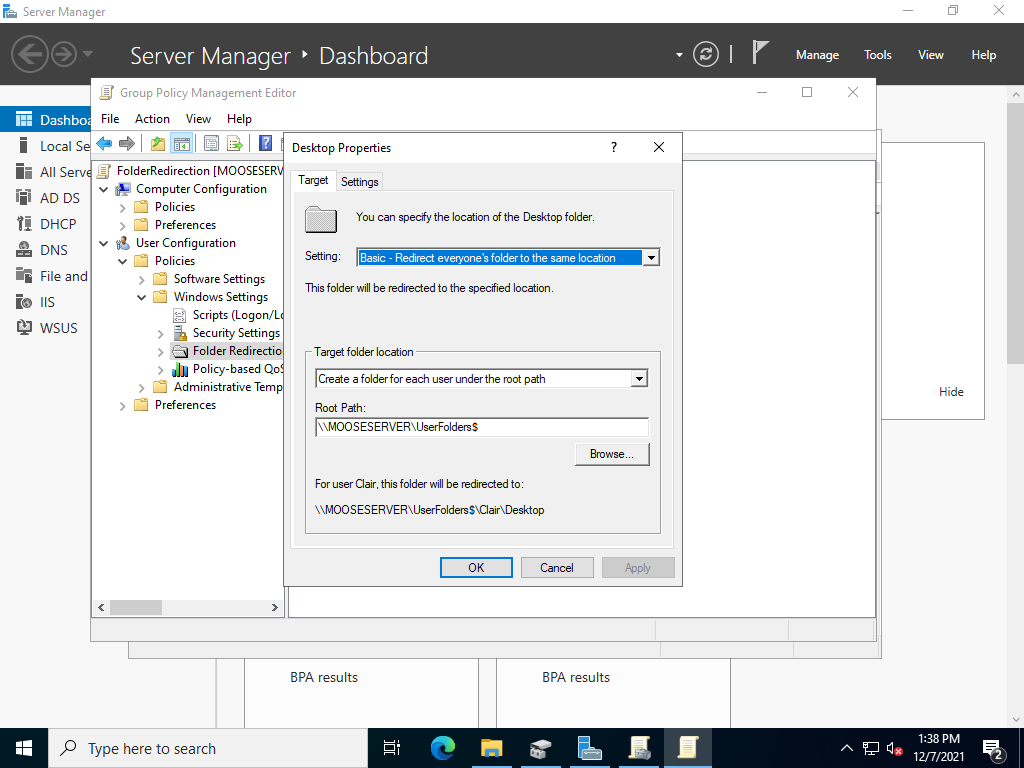 Server Manager
Server Manager ‣ Dashboard
Manage Tools View Help
Group Policy Management Editor
File Action View Help
Dashboa
Local Se
All Serve
AD DS
DHCP
DNS
File and
IIS
WSUS
FolderRedirection [MOOSESERV
Computer Configuration
Policies
Preferences
User Configuration
Policies
Software Settings
Windows Settings
Scripts (Logon/Lo
Security Settings
Folder Redirectio
Policy-based QoS
Administrative Temp
Preferences
Desktop Properties
Target Settings
You can specify the location of the Desktop folder.
Setting: Basic - Redirect everyone's folder to the same location
This folder will be redirected to the specified location.
Target folder location
Create a folder for each user under the root path
Root Path:
\\MOOSESERVER\UserFolders$
Browse...
For user Clair, this folder will be redirected to:
\\MOOSESERVER\UserFolders$\Clair\Desktop
OK Cancel Apply
Hide
BPA results BPA results
Type here to search
1:38 PM
12/7/2021
2